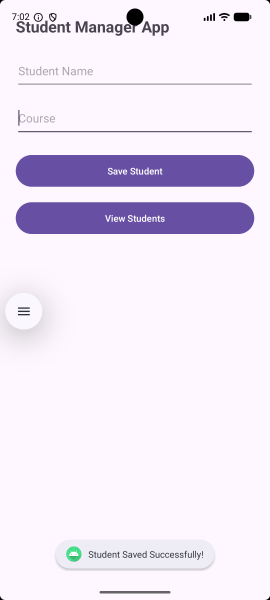 7:02
Student Manager App
Student Name
Course
Save Student
View Students
Student Saved Successfully!